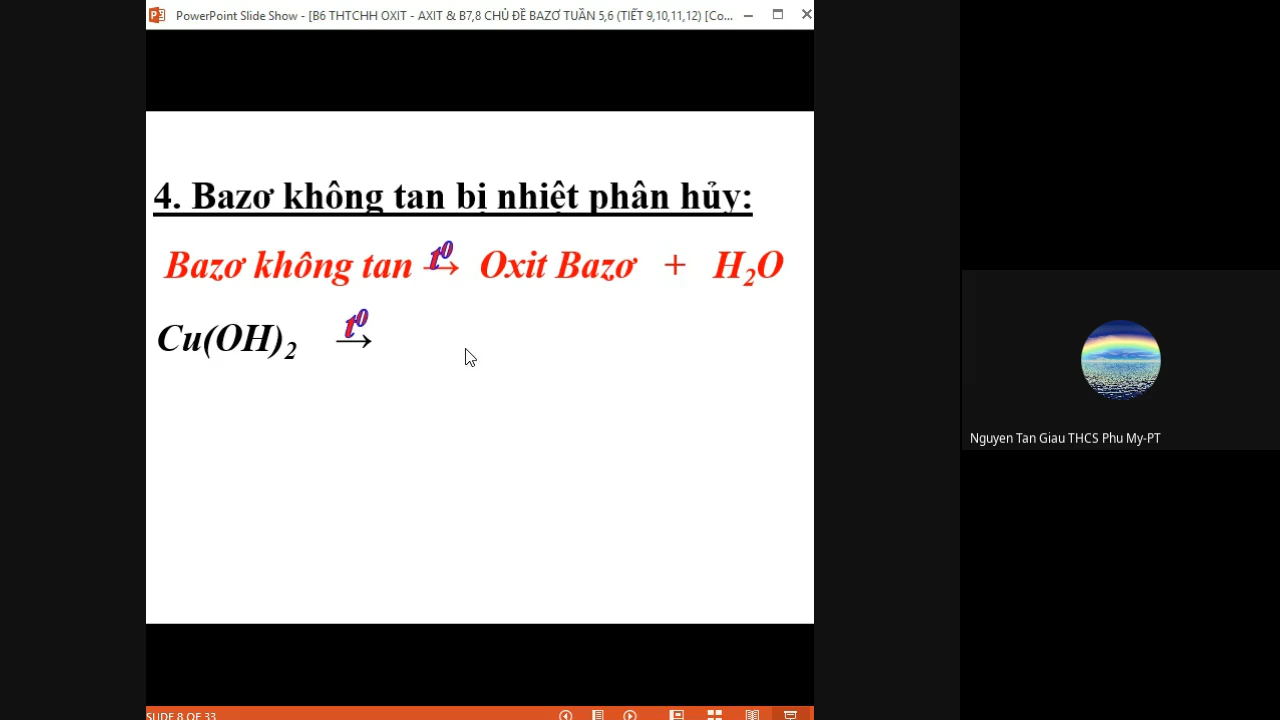 PowerPoint Slide Show - [B6 THTCHH OXIT - AXIT & B7,8 CHỦ ĐỀ BAZƠ TUẦN 5,6 (TIẾT 9,10,11,12) [Co...
4. Bazơ không tan bị nhiệt phân hủy:
Bazơ không tan t⁰→ Oxit Bazơ + H₂O
Cu(OH)₂ t⁰→
Nguyen Tan Giau THCS Phu My-PT
SLIDE 8 OF 33